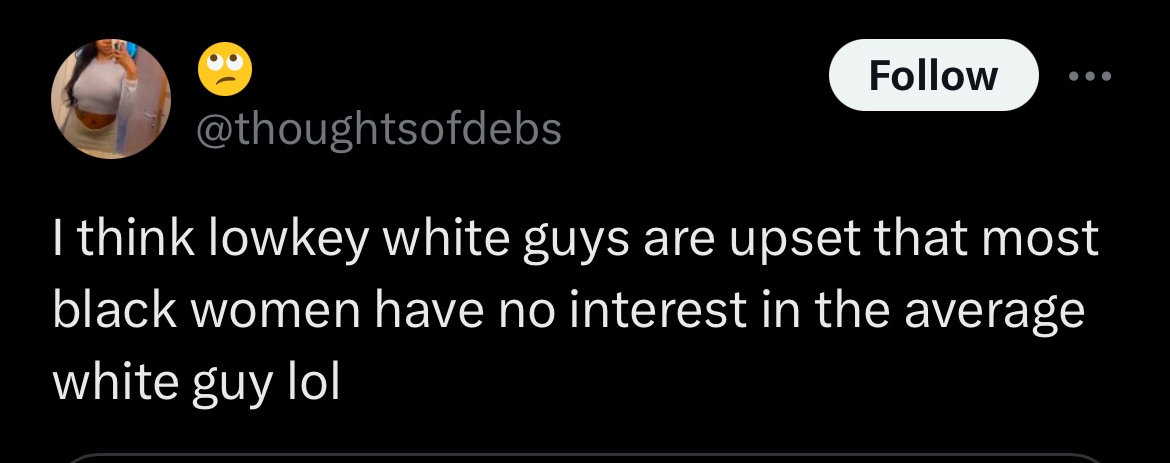 🙄
@thoughtsofdebs
Follow
I think lowkey white guys are upset that most
black women have no interest in the average
white guy lol